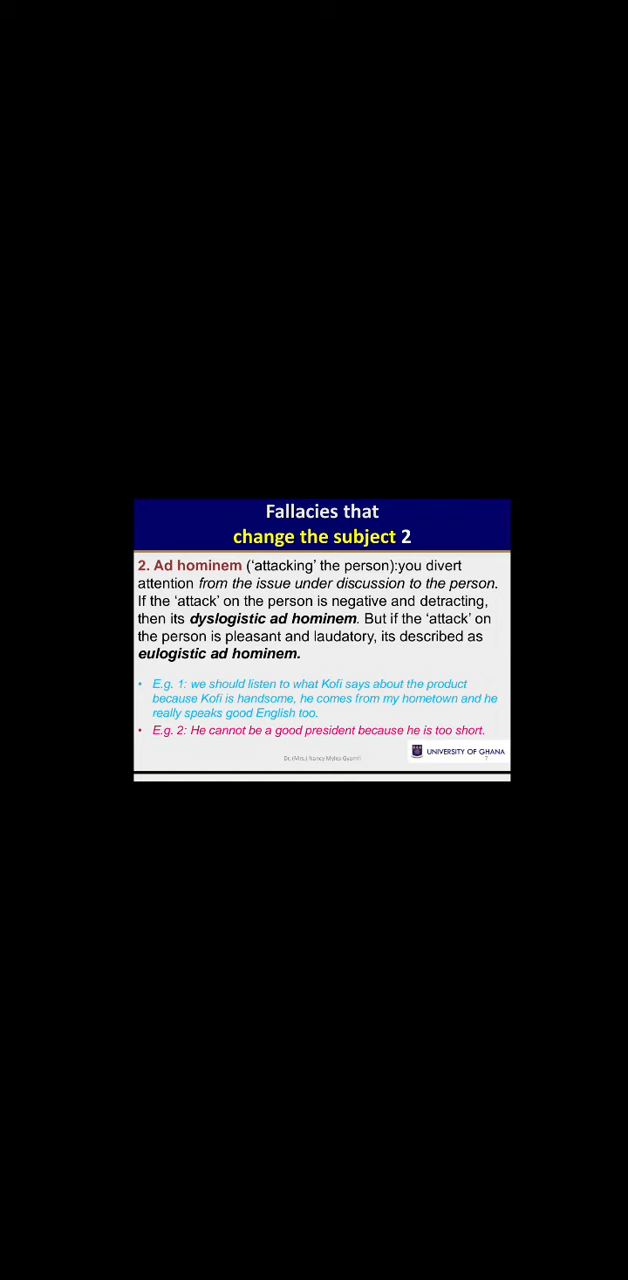 Fallacies that
change the subject 2
2. Ad hominem (‘attacking’ the person):you divert
attention from the issue under discussion to the person.
If the ‘attack’ on the person is negative and detracting,
then its dyslogistic ad hominem. But if the ‘attack’ on
the person is pleasant and laudatory, its described as
eulogistic ad hominem.
• E.g. 1: we should listen to what Kofi says about the product
because Kofi is handsome, he comes from my hometown and he
really speaks good English too.
• E.g. 2: He cannot be a good president because he is too short.
UNIVERSITY OF GHANA
Dr. (Mrs.) Nancy Myles
7